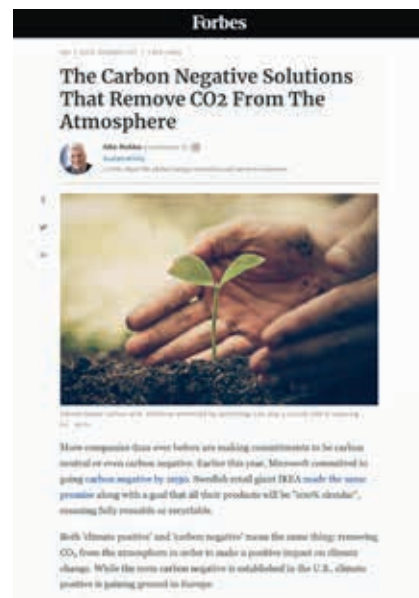 Forbes
The Carbon Negative Solutions
That Remove CO2 From The
Atmosphere
Sustainability
More companies than ever before are making commitments to be carbon
neutral or even carbon negative. Earlier this year, Microsoft committed to
going carbon negative by 2030. Swedish retail giant IKEA made the same
promise along with a goal that all their products will be "100% circular",
meaning fully reusable or recyclable.
Both 'climate positive' and 'carbon negative' mean the same thing: removing
CO₂ from the atmosphere in order to make a positive impact on climate
change. While the term carbon negative is established in the U.S., climate
positive is gaining ground in Europe.